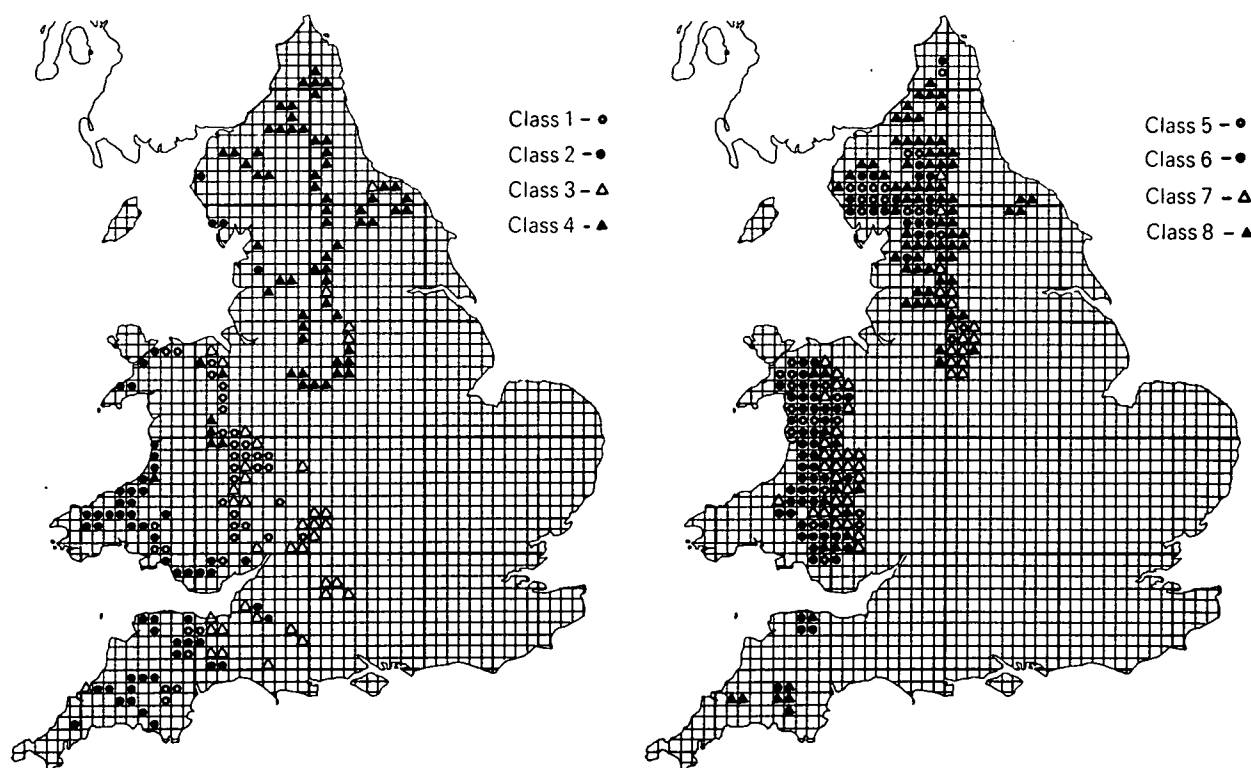 Class 1 –
Class 2 –
Class 3 –
Class 4 –
Class 5 –
Class 6 –
Class 7 –
Class 8 –